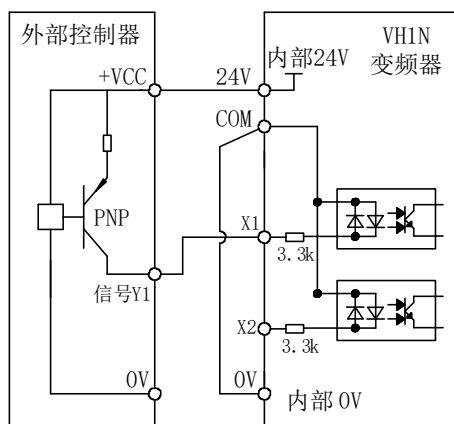 外部控制器
VH1N
变频器
内部24V
+VCC
24V
COM
PNP
X1
3.3k
信号Y1
X2
3.3k
0V
0V
内部0V